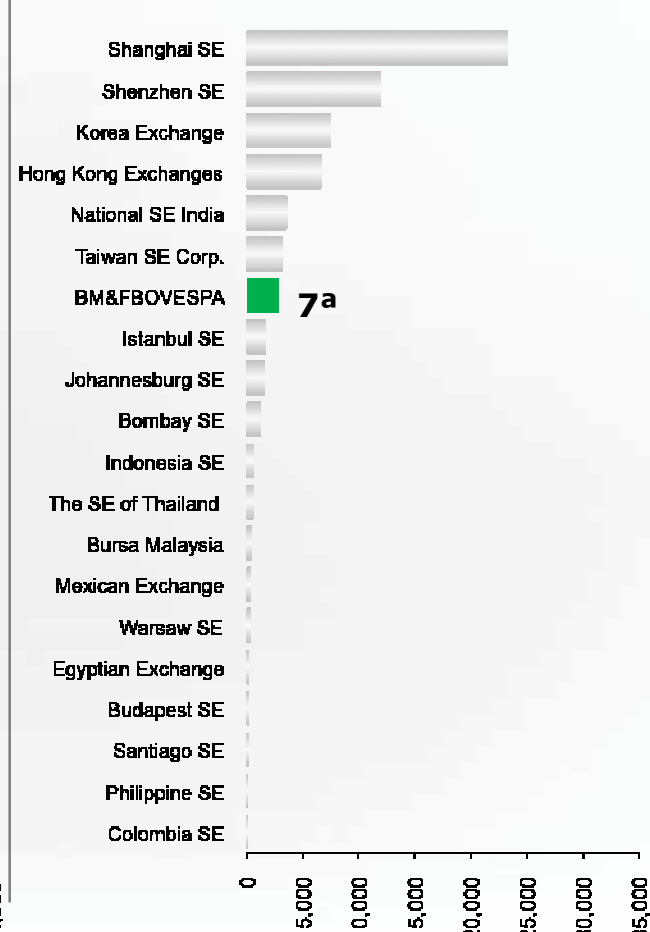 Shanghai SE
Shenzhen SE
Korea Exchange
Hong Kong Exchanges
National SE India
Taiwan SE Corp.
BM&FBOVESPA 7ª
Istanbul SE
Johannesburg SE
Bombay SE
Indonesia SE
The SE of Thailand
Bursa Malaysia
Mexican Exchange
Warsaw SE
Egyptian Exchange
Budapest SE
Santiago SE
Philippine SE
Colombia SE
0
5,000